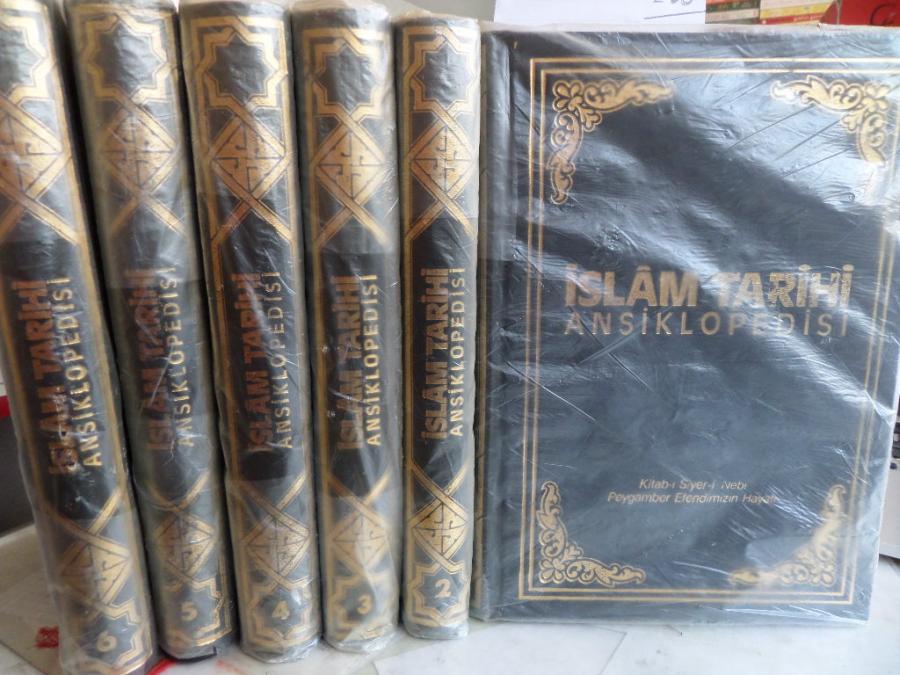 İSLÂM TARİHİ
ANSİKLOPEDİSİ
6
İSLÂM TARİHİ
ANSİKLOPEDİSİ
5
İSLÂM TARİHİ
ANSİKLOPEDİSİ
4
İSLÂM TARİHİ
ANSİKLOPEDİSİ
3
İSLÂM TARİHİ
ANSİKLOPEDİSİ
2
İSLÂM TARİHİ
ANSİKLOPEDİSİ
Kitab-ı Siyer-i Nebi
Peygamber Efendimizin Hayatı